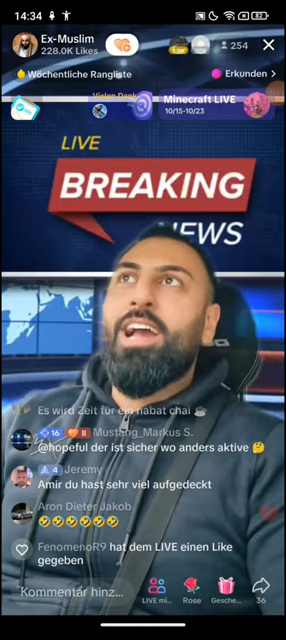 14:34
82
Ex-Muslim
228.0K Likes
254
Wöchentliche Rangliste
Erkunden >
Vielen Dank
Minecraft LIVE
10/15-10/23
LIVE
BREAKING
NEWS
Es wird Zeit für ein nabat chai ☕
16 II Mustang_Markus S.
@hopeful der ist sicher wo anders aktive 🤔
4 Jeremy
Amir du hast sehr viel aufgedeckt
Aron Dieter Jakob
🤣🤣🤣🤣🤣🤣
FenomenoR9 hat dem LIVE einen Like
gegeben
Kommentar hinz...
LIVE mi...
Rose
Gesche...
36